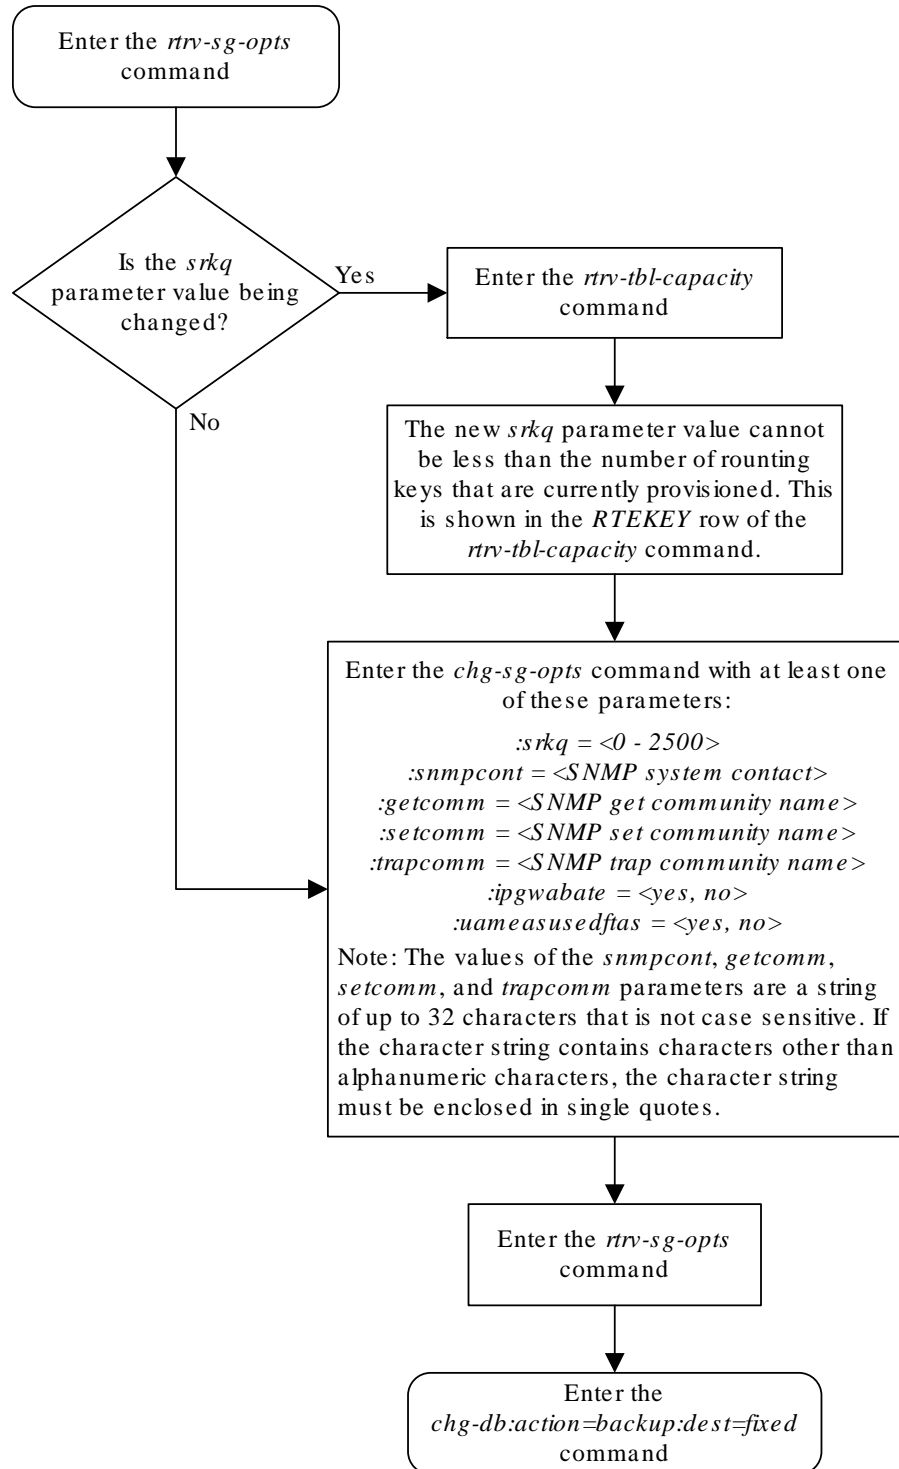 Enter the rtrv-sg-opts
command
Is the srkq
parameter value being
changed?
Yes
Enter the rtrv-tbl-capacity
command
No
The new srkq parameter value cannot
be less than the number of rounting
keys that are currently provisioned. This
is shown in the RTEKEY row of the
rtrv-tbl-capacity command.
Enter the chg-sg-opts command with at least one
of these parameters:
:srkq = <0 - 2500>
:snmpcont = <SNMP system contact>
:getcomm = <SNMP get community name>
:setcomm = <SNMP set community name>
:trapcomm = <SNMP trap community name>
:ipgwabate = <yes, no>
:uameasusedftas = <yes, no>
Note: The values of the snmpcont, getcomm,
setcomm, and trapcomm parameters are a string
of up to 32 characters that is not case sensitive. If
the character string contains characters other than
alphanumeric characters, the character string
must be enclosed in single quotes.
Enter the rtrv-sg-opts
command
Enter the
chg-db:action=backup:dest=fixed
command